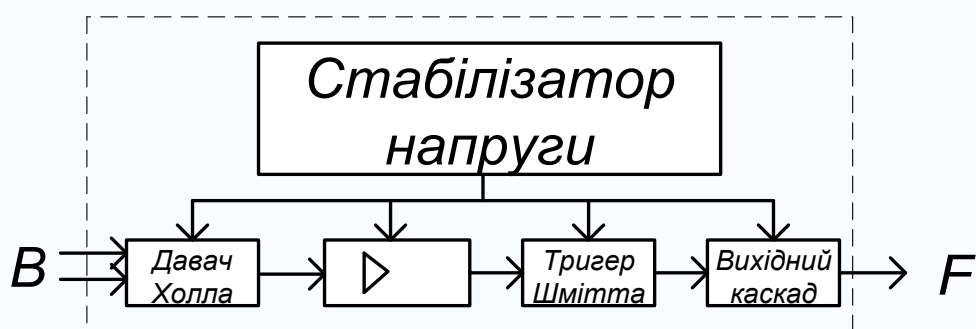 Стабілізатор
напруги
B
Давач
Холла
Тригер
Шмітта
Вихідний
каскад
F